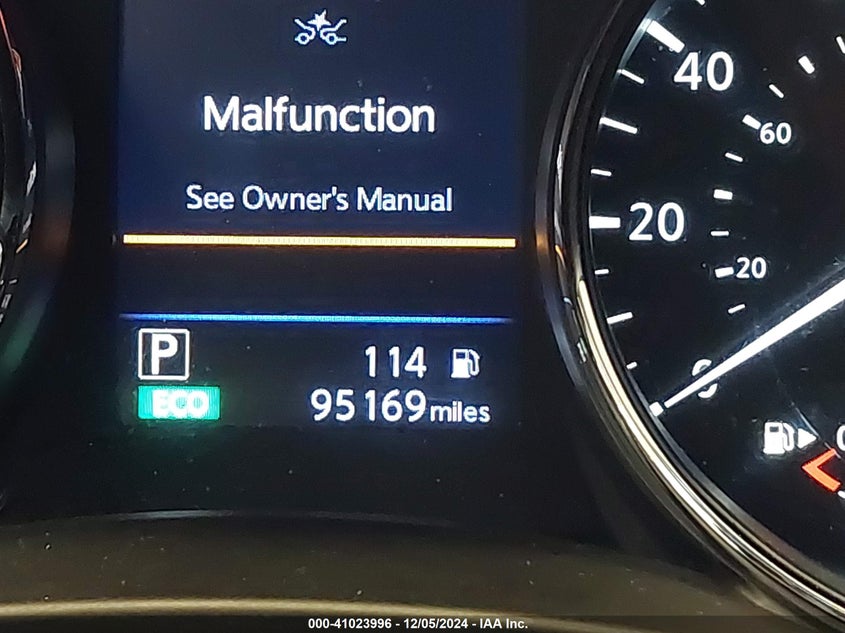 Malfunction
See Owner's Manual
P
114
ECO
95169 miles
40
60
20
20
0
000-41023996 - 12/05/2024 - IAA Inc.